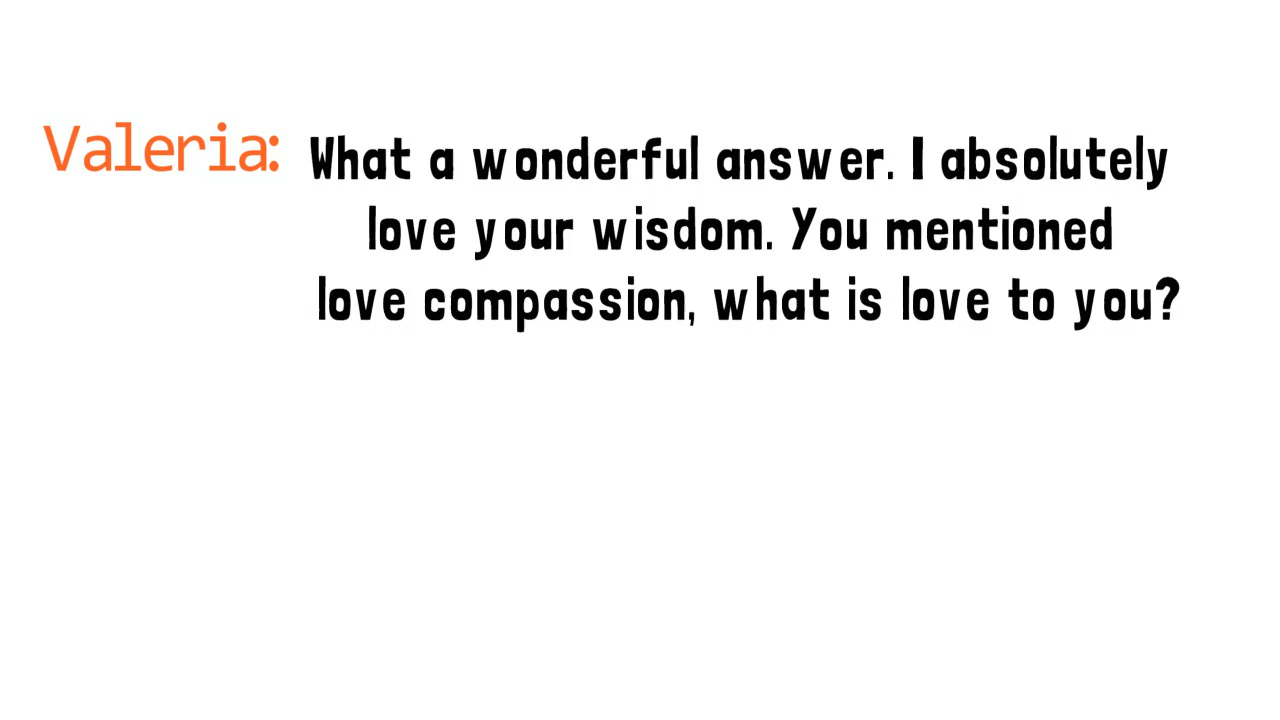 Valeria: What a wonderful answer. I absolutely
love your wisdom. You mentioned
love compassion, what is love to you?